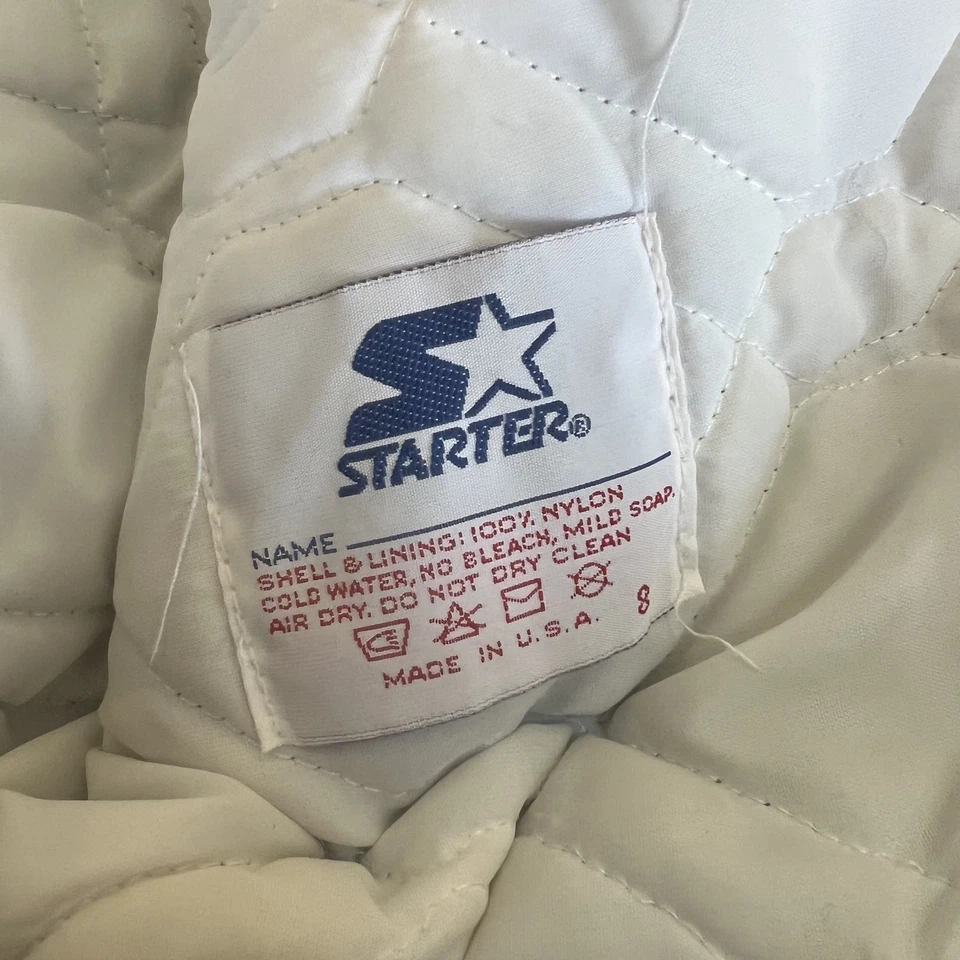 STARTER®
NAME
SHELL & LINING: 100% NYLON
COLD WATER, NO BLEACH, MILD SOAP.
AIR DRY. DO NOT DRY CLEAN
8
MADE IN U.S.A.